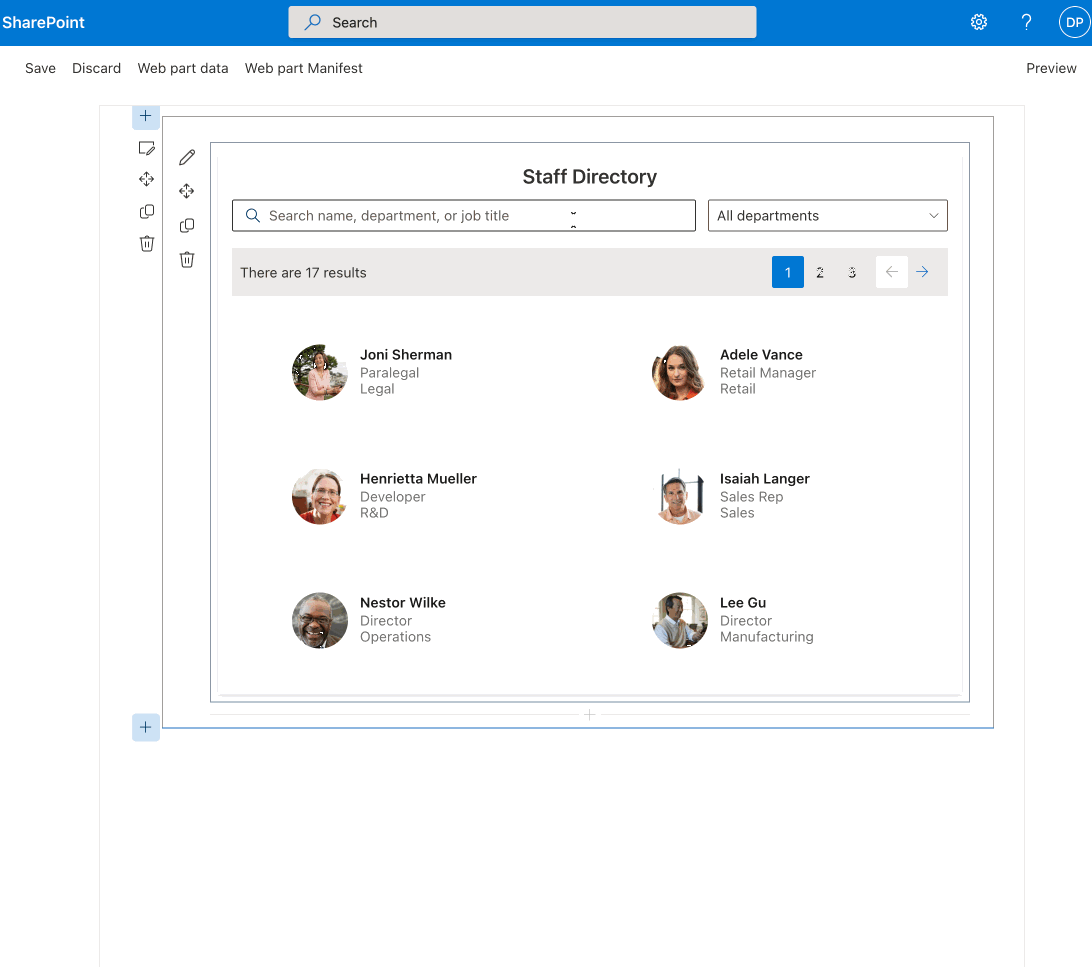 SharePoint
Search
DP
Save Discard Web part data Web part Manifest Preview
Staff Directory
Search name, department, or job title
All departments
There are 17 results
1 2 3
Joni Sherman
Paralegal
Legal
Adele Vance
Retail Manager
Retail
Henrietta Mueller
Developer
R&D
Isaiah Langer
Sales Rep
Sales
Nestor Wilke
Director
Operations
Lee Gu
Director
Manufacturing